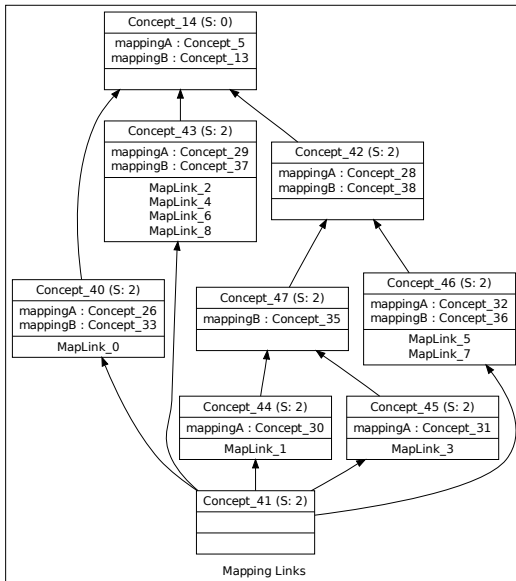 Concept_14 (S: 0)
mappingA : Concept_5
mappingB : Concept_13
Concept_43 (S: 2)
mappingA : Concept_29
mappingB : Concept_37
MapLink_2
MapLink_4
MapLink_6
MapLink_8
Concept_42 (S: 2)
mappingA : Concept_28
mappingB : Concept_38
Concept_40 (S: 2)
mappingA : Concept_26
mappingB : Concept_33
MapLink_0
Concept_47 (S: 2)
mappingB : Concept_35
Concept_46 (S: 2)
mappingA : Concept_32
mappingB : Concept_36
MapLink_5
MapLink_7
Concept_44 (S: 2)
mappingA : Concept_30
MapLink_1
Concept_45 (S: 2)
mappingA : Concept_31
MapLink_3
Concept_41 (S: 2)
Mapping Links